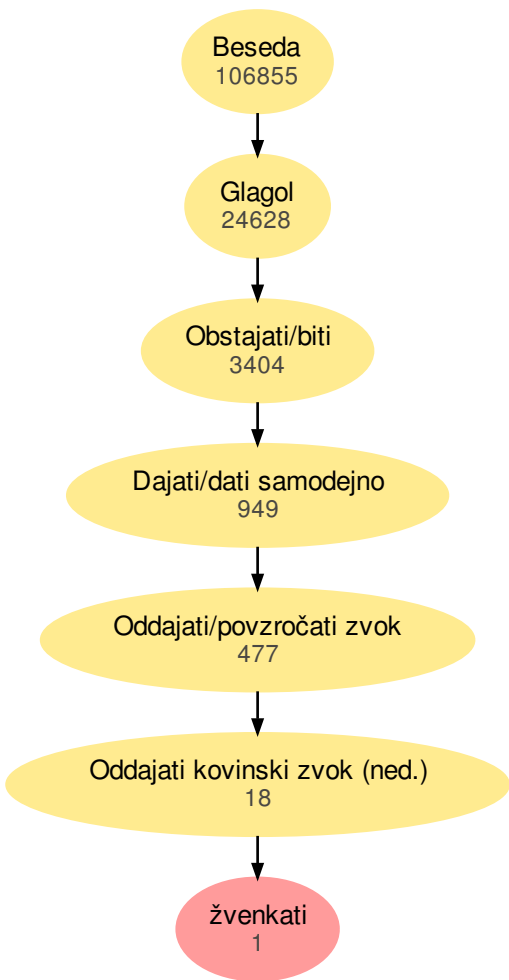 Beseda
106855
Glagol
24628
Obstajati/biti
3404
Dajati/dati samodejno
949
Oddajati/povzročati zvok
477
Oddajati kovinski zvok (ned.)
18
žvenkati
1